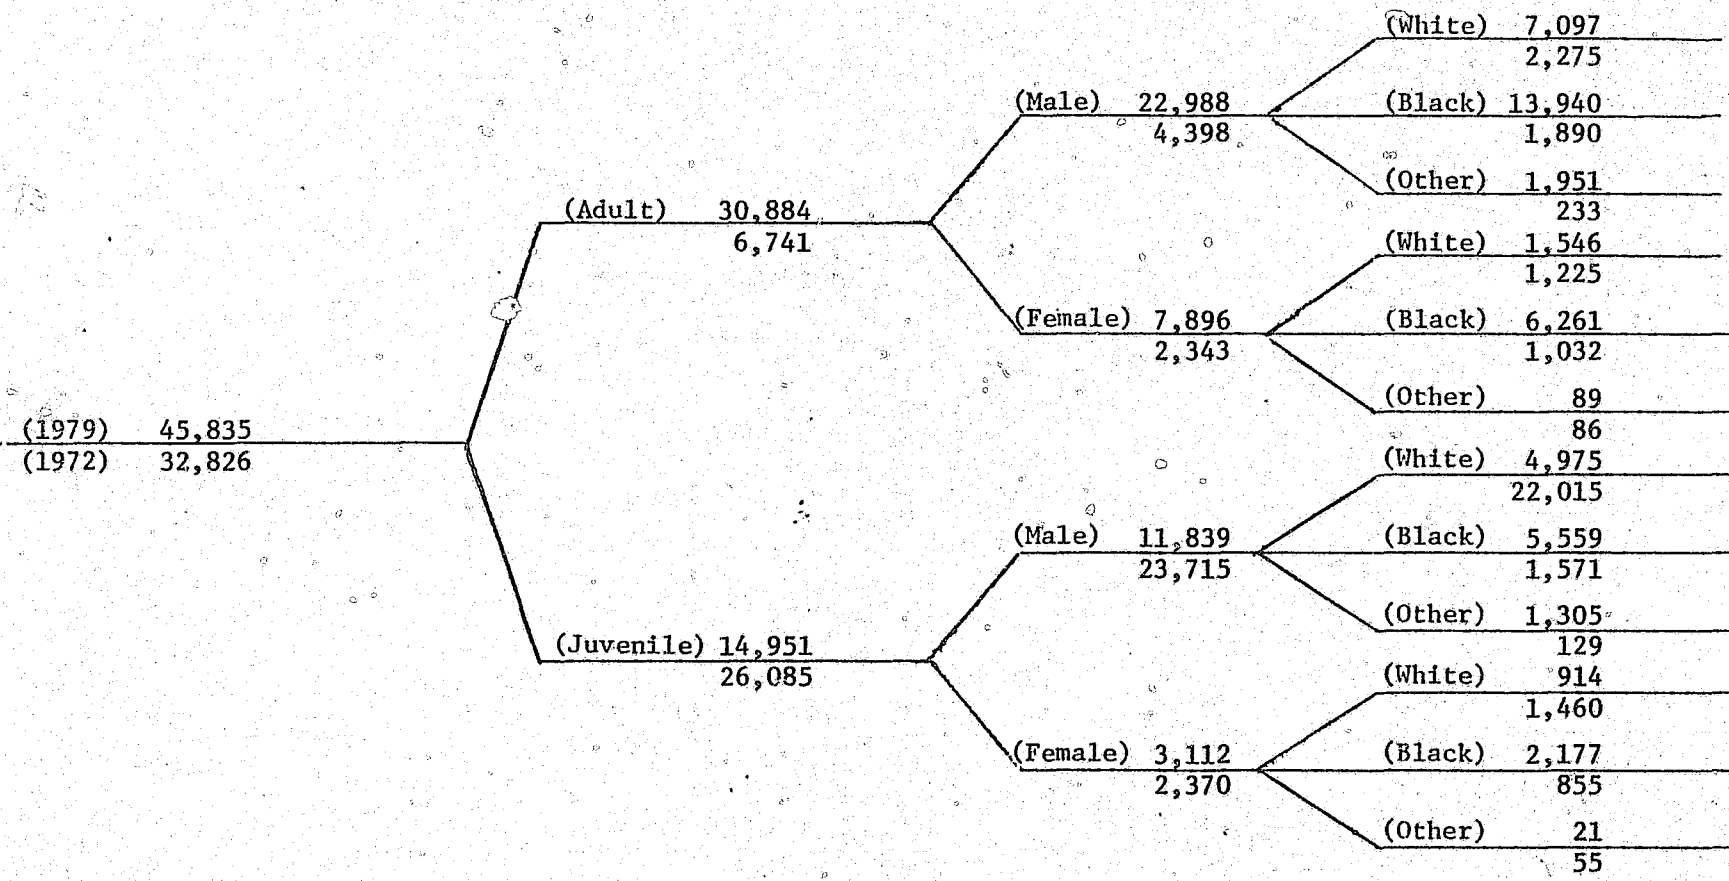 (White) 7,097
2,275
(Male) 22,988
4,398
(Black) 13,940
1,890
(Other) 1,951
233
(Adult) 30,884
6,741
(White) 1,546
1,225
(Female) 7,896
2,343
(Black) 6,261
1,032
(Other) 89
86
(1979) 45,835
(1972) 32,826
(White) 4,975
22,015
(Male) 11,839
23,715
(Black) 5,559
1,571
(Other) 1,305
129
(Juvenile) 14,951
26,085
(White) 914
1,460
(Female) 3,112
2,370
(Black) 2,177
855
(Other) 21
55